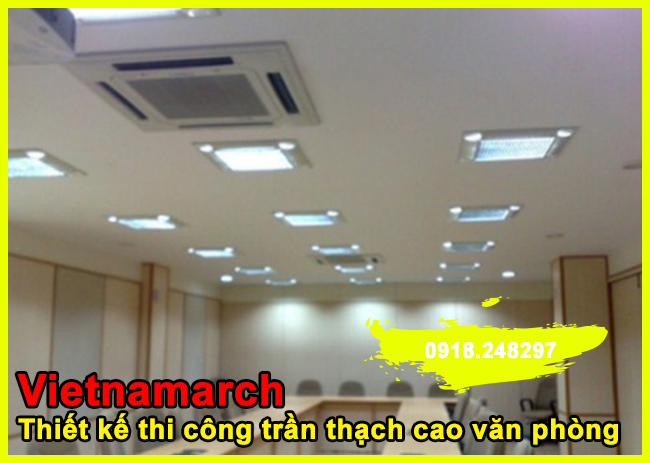 0918.248297
Vietnamarch
Thiết kế thi công trần thạch cao văn phòng